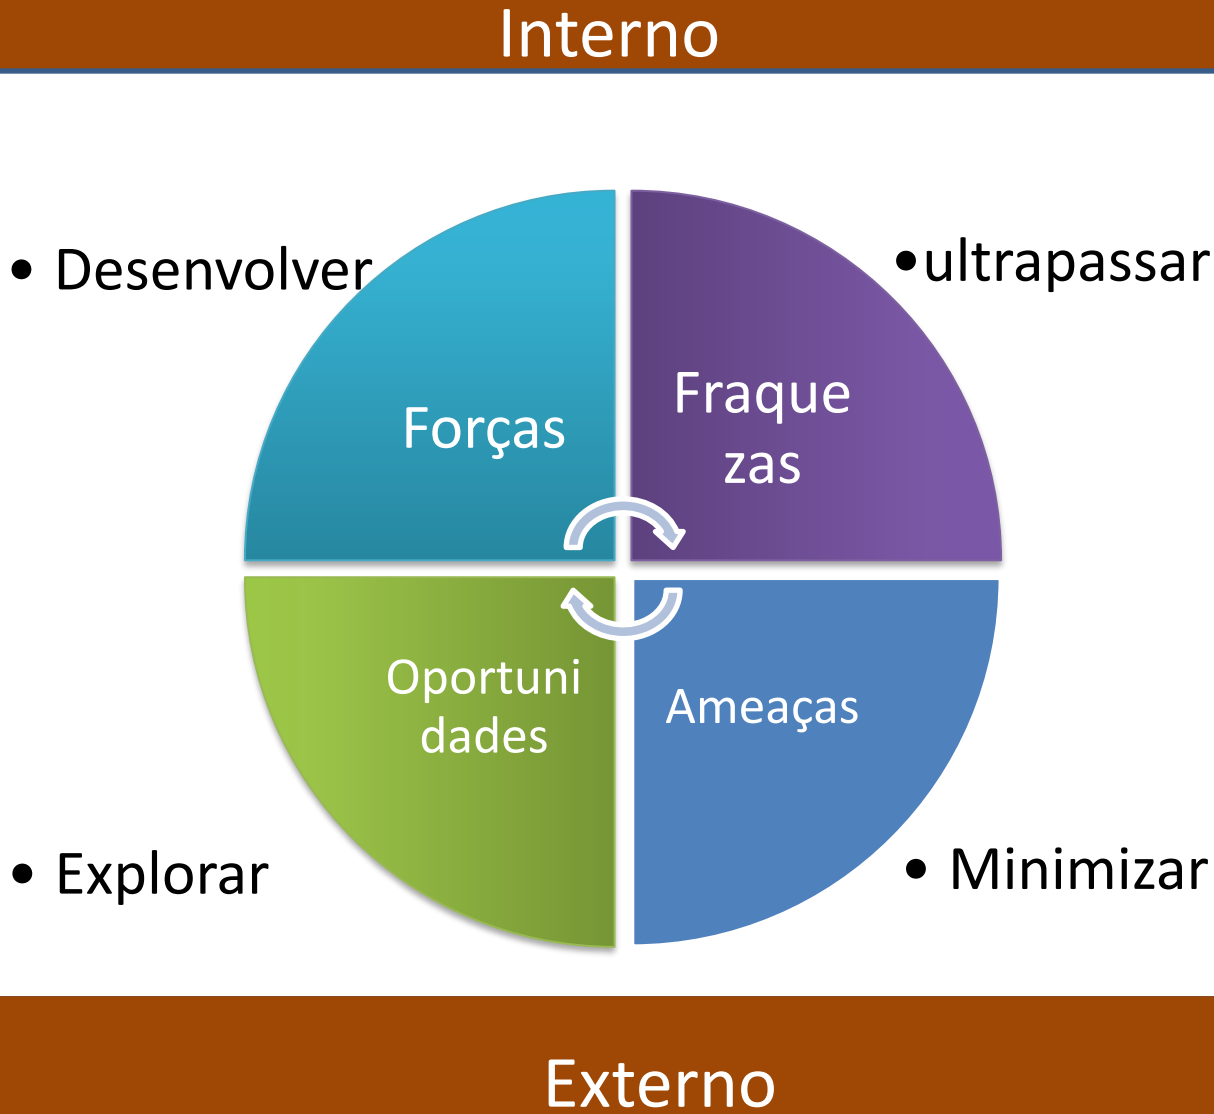 Interno
• Desenvolver
•ultrapassar
Forças
Fraque
zas
Oportuni
dades
Ameaças
• Explorar
• Minimizar
Externo